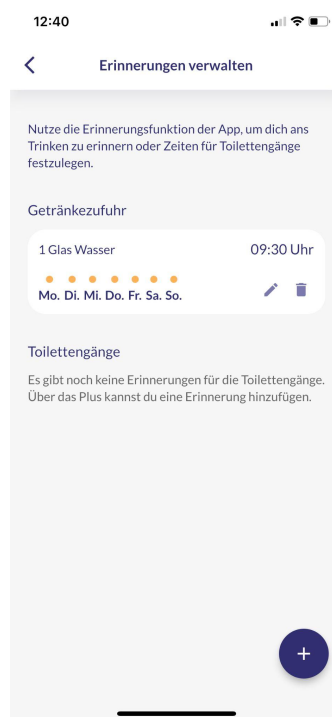 12:40
Erinnerungen verwalten
Nutze die Erinnerungsfunktion der App, um dich ans
Trinken zu erinnern oder Zeiten für Toilettengänge
festzulegen.
Getränkezufuhr
1 Glas Wasser 09:30 Uhr
Mo. Di. Mi. Do. Fr. Sa. So.
Toilettengänge
Es gibt noch keine Erinnerungen für die Toilettengänge.
Über das Plus kannst du eine Erinnerung hinzufügen.